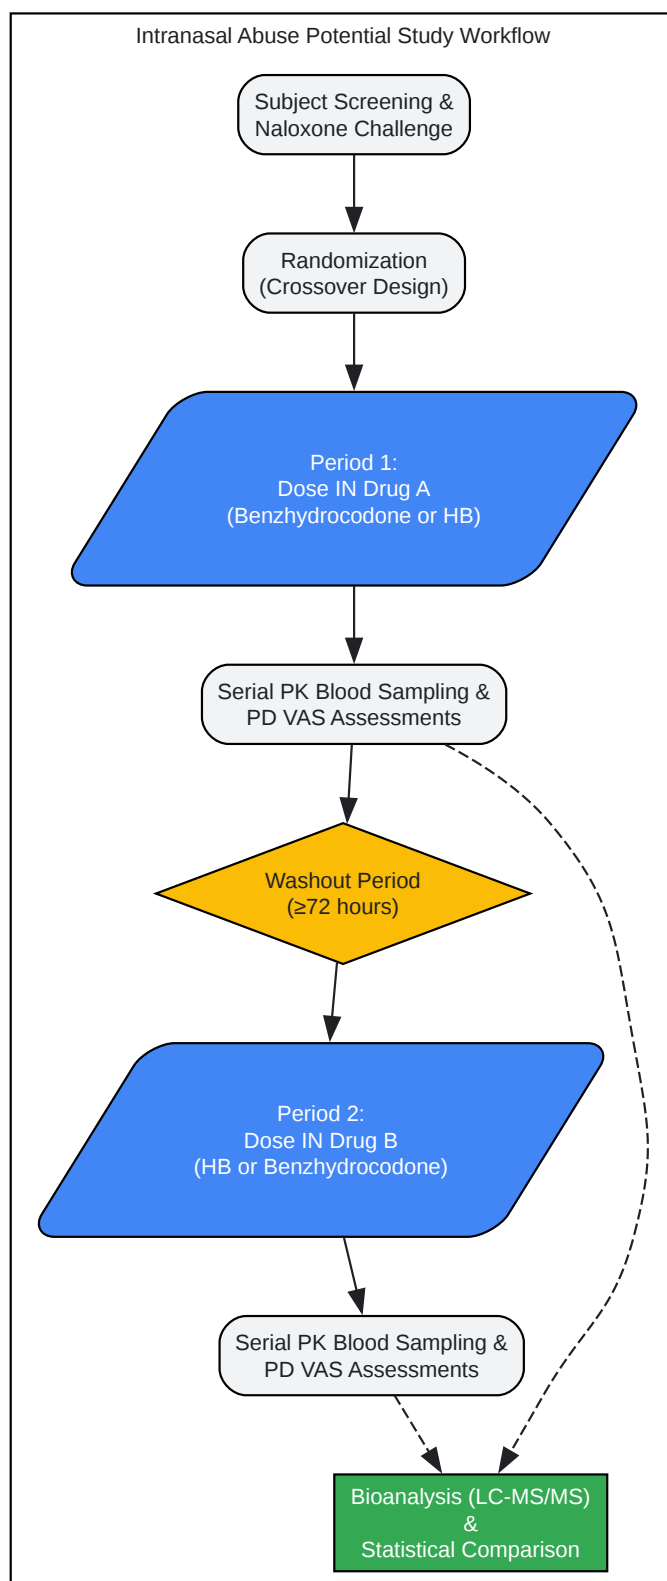 Intranasal Abuse Potential Study Workflow
Subject Screening &
Naloxone Challenge
Randomization
(Crossover Design)
Period 1:
Dose IN Drug A
(Benzhydrocodone or HB)
Serial PK Blood Sampling &
PD VAS Assessments
Washout Period
(≥72 hours)
Period 2:
Dose IN Drug B
(HB or Benzhydrocodone)
Serial PK Blood Sampling &
PD VAS Assessments
Bioanalysis (LC-MS/MS)
&
Statistical Comparison